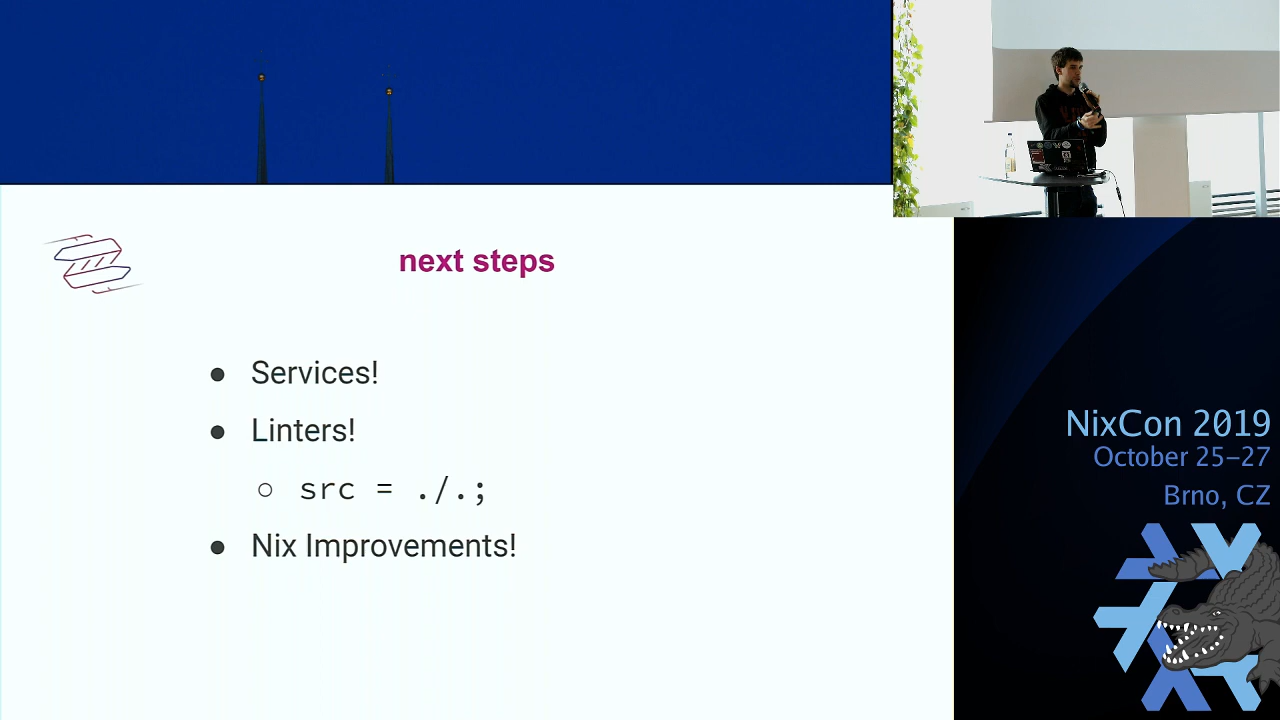 next steps
● Services!
● Linters!
○ src = ./.;
● Nix Improvements!
NixCon 2019
October 25–27
Brno, CZ